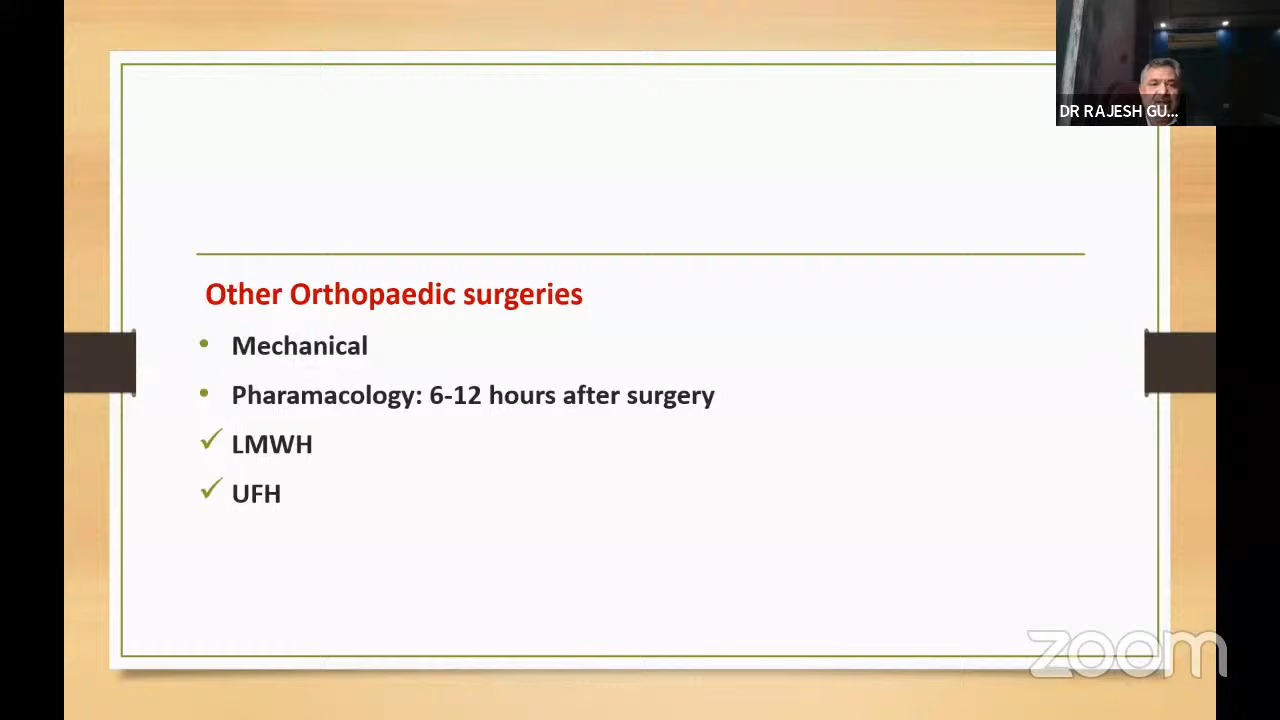 DR RAJESH GU...
Other Orthopaedic surgeries
• Mechanical
• Pharamacology: 6-12 hours after surgery
✓ LMWH
✓ UFH
zoom